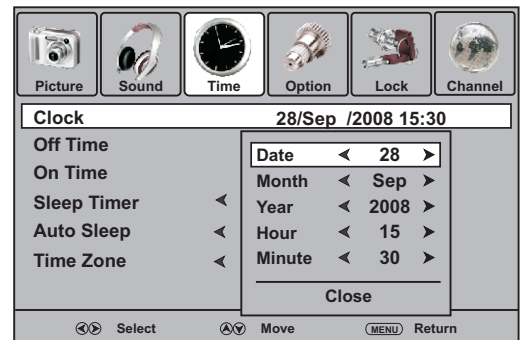 Picture Sound Time Option Lock Channel
Clock 28/Sep /2008 15:30
Off Time
On Time
Sleep Timer
Auto Sleep
Time Zone
Date 28
Month Sep
Year 2008
Hour 15
Minute 30
Close
Select Move MENU Return